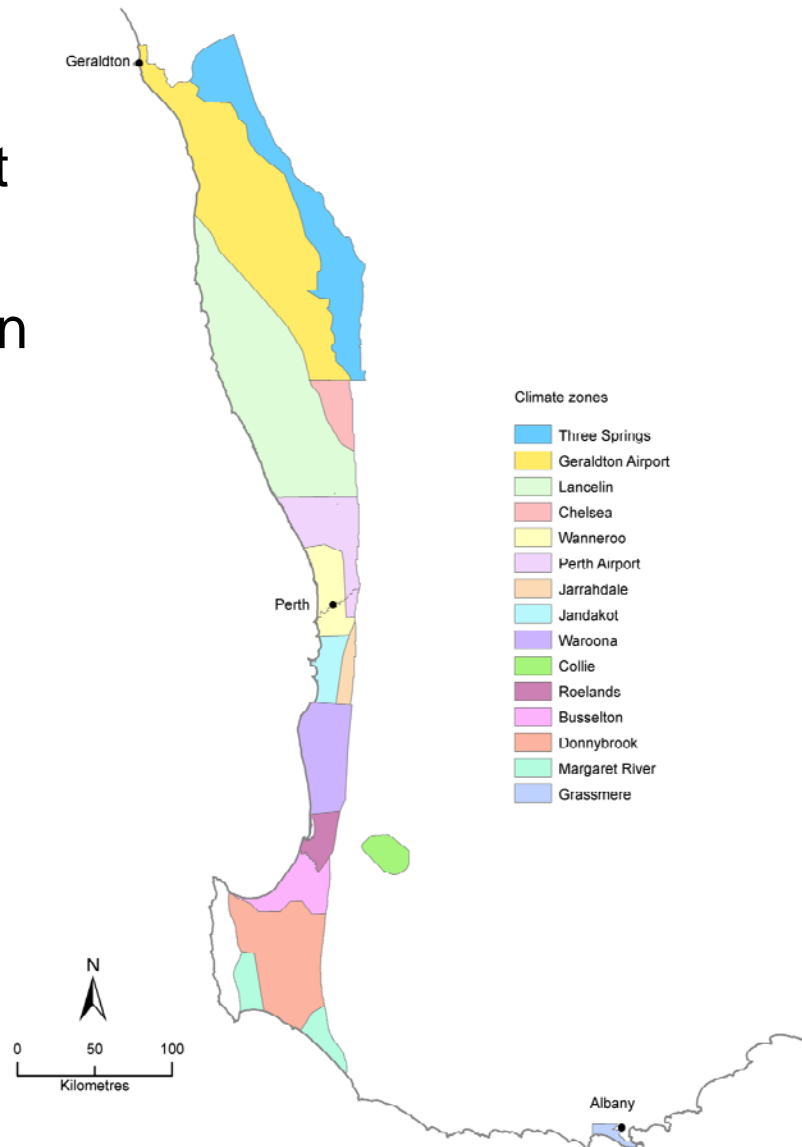 t
n
Geraldton
Perth
Climate zones
Three Springs
Geraldton Airport
Lancelin
Chelsea
Wanneroo
Perth Airport
Jarrahdale
Jandakot
Waroona
Collie
Roelands
Busselton
Donnybrook
Margaret River
Grassmere
N
0 50 100
Kilometres
Albany